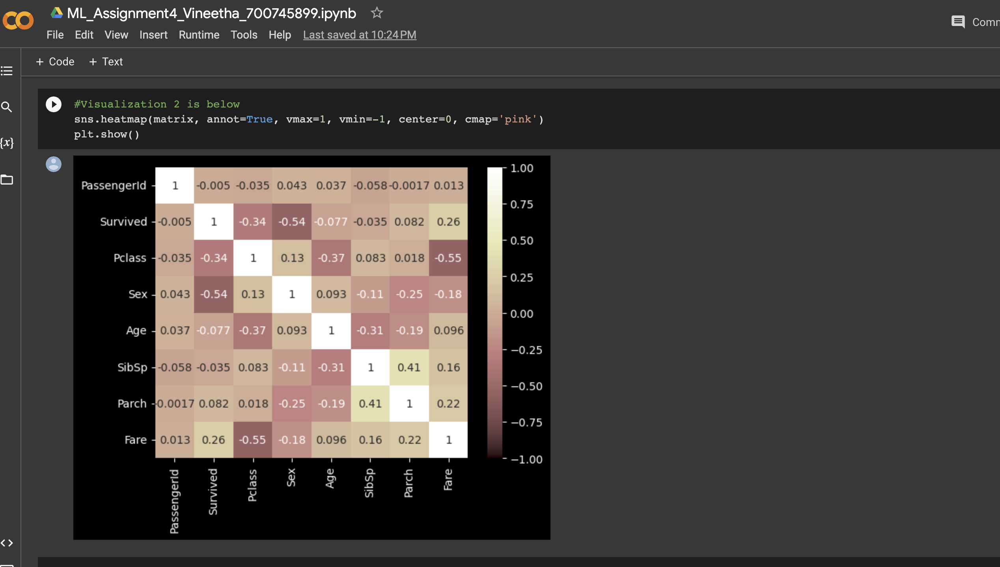 ML_Assignment4_Vineetha_700745899.ipynb
File Edit View Insert Runtime Tools Help Last saved at 10:24 PM
+ Code + Text
#Visualization 2 is below
sns.heatmap(matrix, annot=True, vmax=1, vmin=-1, center=0, cmap='pink')
plt.show()
{x}
PassengerId 1 -0.005 -0.035 0.043 0.037 -0.058 -0.0017 0.013
Survived -0.005 1 -0.34 -0.54 -0.077 -0.035 0.082 0.26
Pclass -0.035 -0.34 1 0.13 -0.37 0.083 0.018 -0.55
Sex 0.043 -0.54 0.13 1 0.093 -0.11 -0.25 -0.18
Age 0.037 -0.077 -0.37 0.093 1 -0.31 -0.19 0.096
SibSp -0.058 -0.035 0.083 -0.11 -0.31 1 0.41 0.16
Parch -0.0017 0.082 0.018 -0.25 -0.19 0.41 1 0.22
Fare 0.013 0.26 -0.55 -0.18 0.096 0.16 0.22 1
PassengerId Survived Pclass Sex Age SibSp Parch Fare
1.00
0.75
0.50
0.25
0.00
−0.25
−0.50
−0.75
−1.00